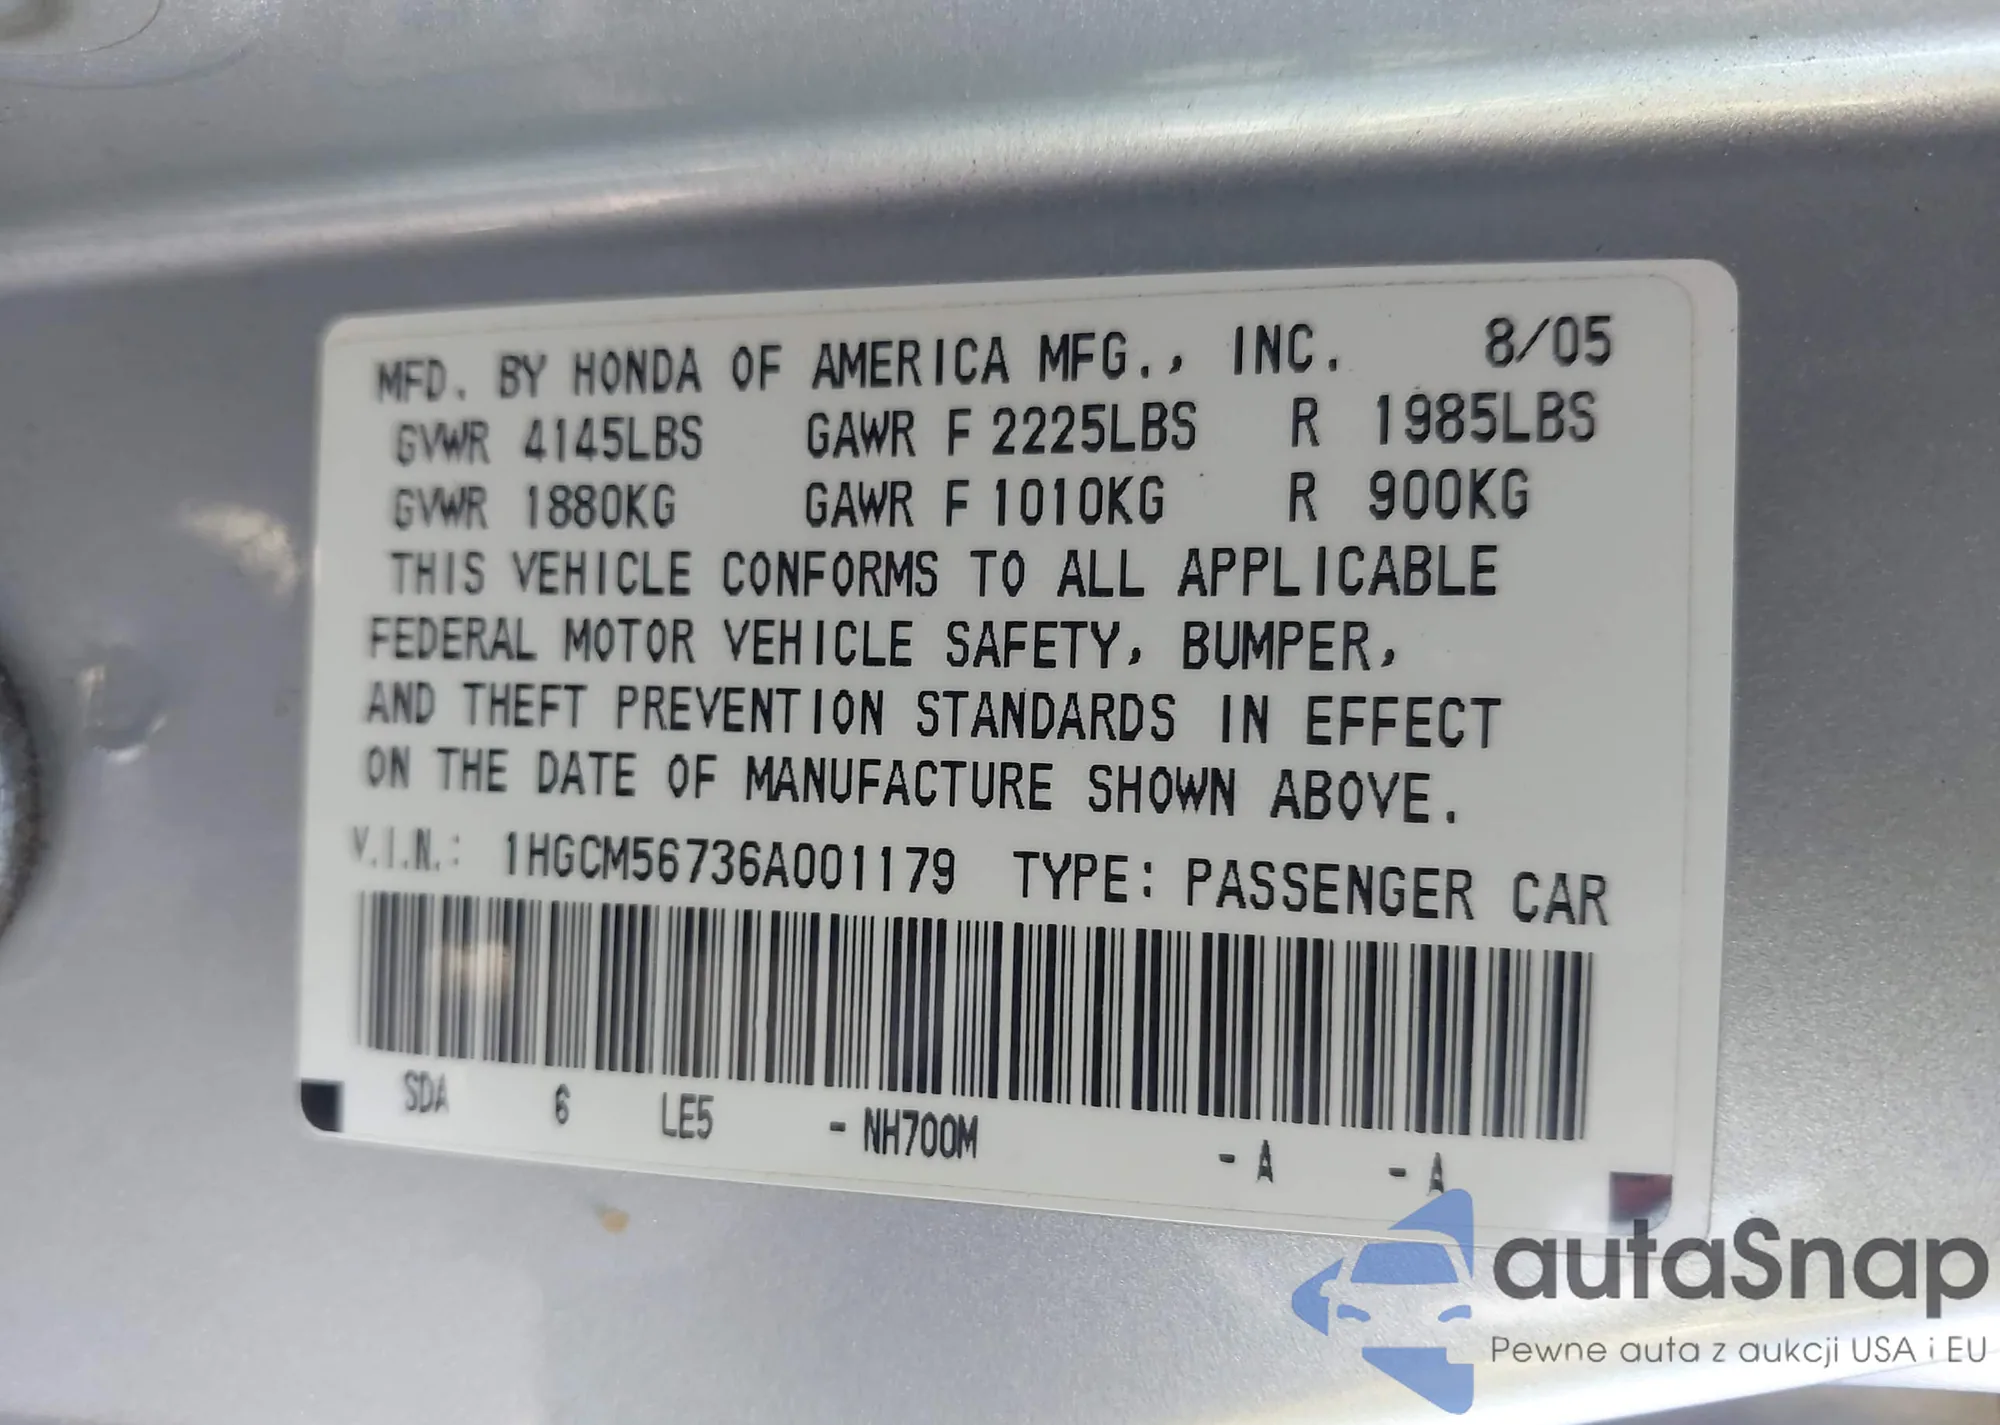 MFD. BY HONDA OF AMERICA MFG., INC. 8/05
GVWR 4145LBS GAWR F 2225LBS R 1985LBS
GVWR 1880KG GAWR F 1010KG R 900KG
THIS VEHICLE CONFORMS TO ALL APPLICABLE
FEDERAL MOTOR VEHICLE SAFETY, BUMPER,
AND THEFT PREVENTION STANDARDS IN EFFECT
ON THE DATE OF MANUFACTURE SHOWN ABOVE.
V.I.N.: 1HGCM56736A001179 TYPE: PASSENGER CAR
SDA 6 LE5 - NH700M - A - A
autaSnap
Pewne auta z aukcji USA i EU